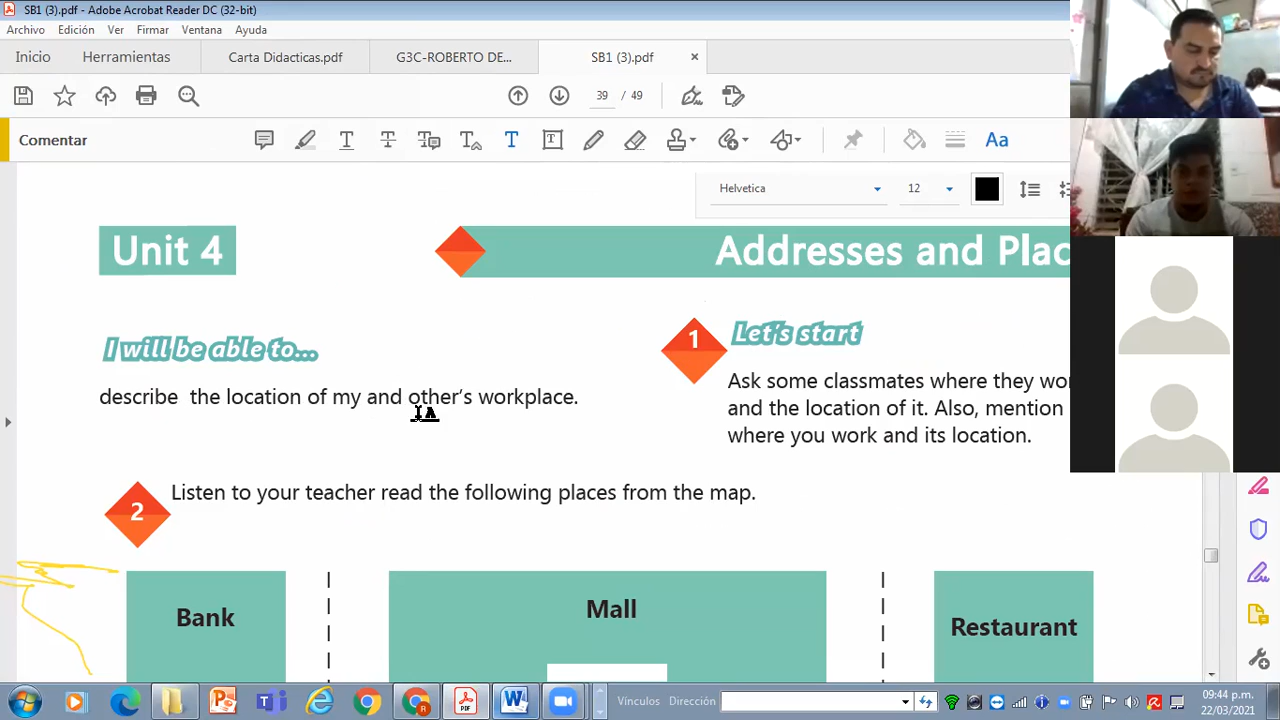 SB1 (3).pdf - Adobe Acrobat Reader DC (32-bit)
Archivo Edición Ver Firmar Ventana Ayuda
Inicio Herramientas Carta Didacticas.pdf G3C-ROBERTO DE... SB1 (3).pdf ×
39 / 49
Comentar
Aa
Helvetica 12
Unit 4
Addresses and Plac
I will be able to...
describe the location of my and other's workplace.
1
Let's start
Ask some classmates where they wo
and the location of it. Also, mention
where you work and its location.
2
Listen to your teacher read the following places from the map.
Bank
Mall
Restaurant
Vínculos Dirección
09:44 p.m.
22/03/2021